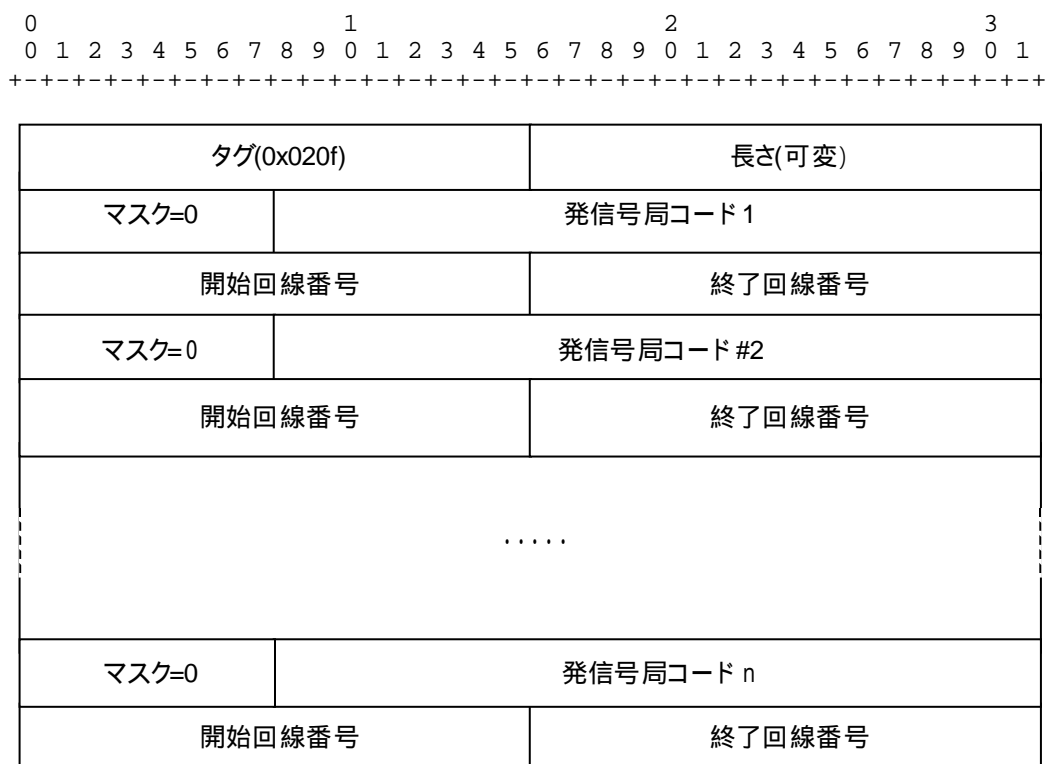 0 1 2 3
0 1 2 3 4 5 6 7 8 9 0 1 2 3 4 5 6 7 8 9 0 1 2 3 4 5 6 7 8 9 0 1
+-+-+-+-+-+-+-+-+-+-+-+-+-+-+-+-+-+-+-+-+-+-+-+-+-+-+-+-+-+-+-+-+
タグ(0x020f) 長さ(可変)
マスク=0 発信号局コード1
開始回線番号 終了回線番号
マスク=0 発信号局コード#2
開始回線番号 終了回線番号
.....
マスク=0 発信号局コードn
開始回線番号 終了回線番号